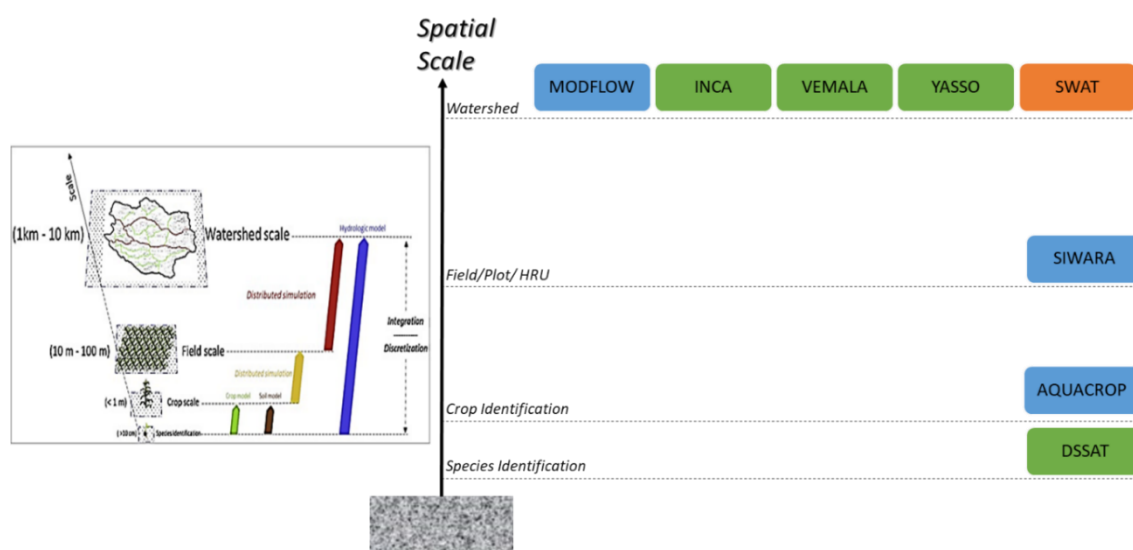 Spatial
Scale
MODFLOW
INCA
VEMALA
YASSO
SWAT
Watershed
Scale
(1km - 10 km)
Watershed scale
Hydrologic model
Distributed simulation
Integration
Discretization
(10 m - 100 m)
Field scale
Distributed simulation
(< 1 m)
Crop scale
Crop model
Soil model
(>10 cm)
Species identification
SIWARA
Field/Plot/ HRU
AQUACROP
Crop Identification
DSSAT
Species Identification